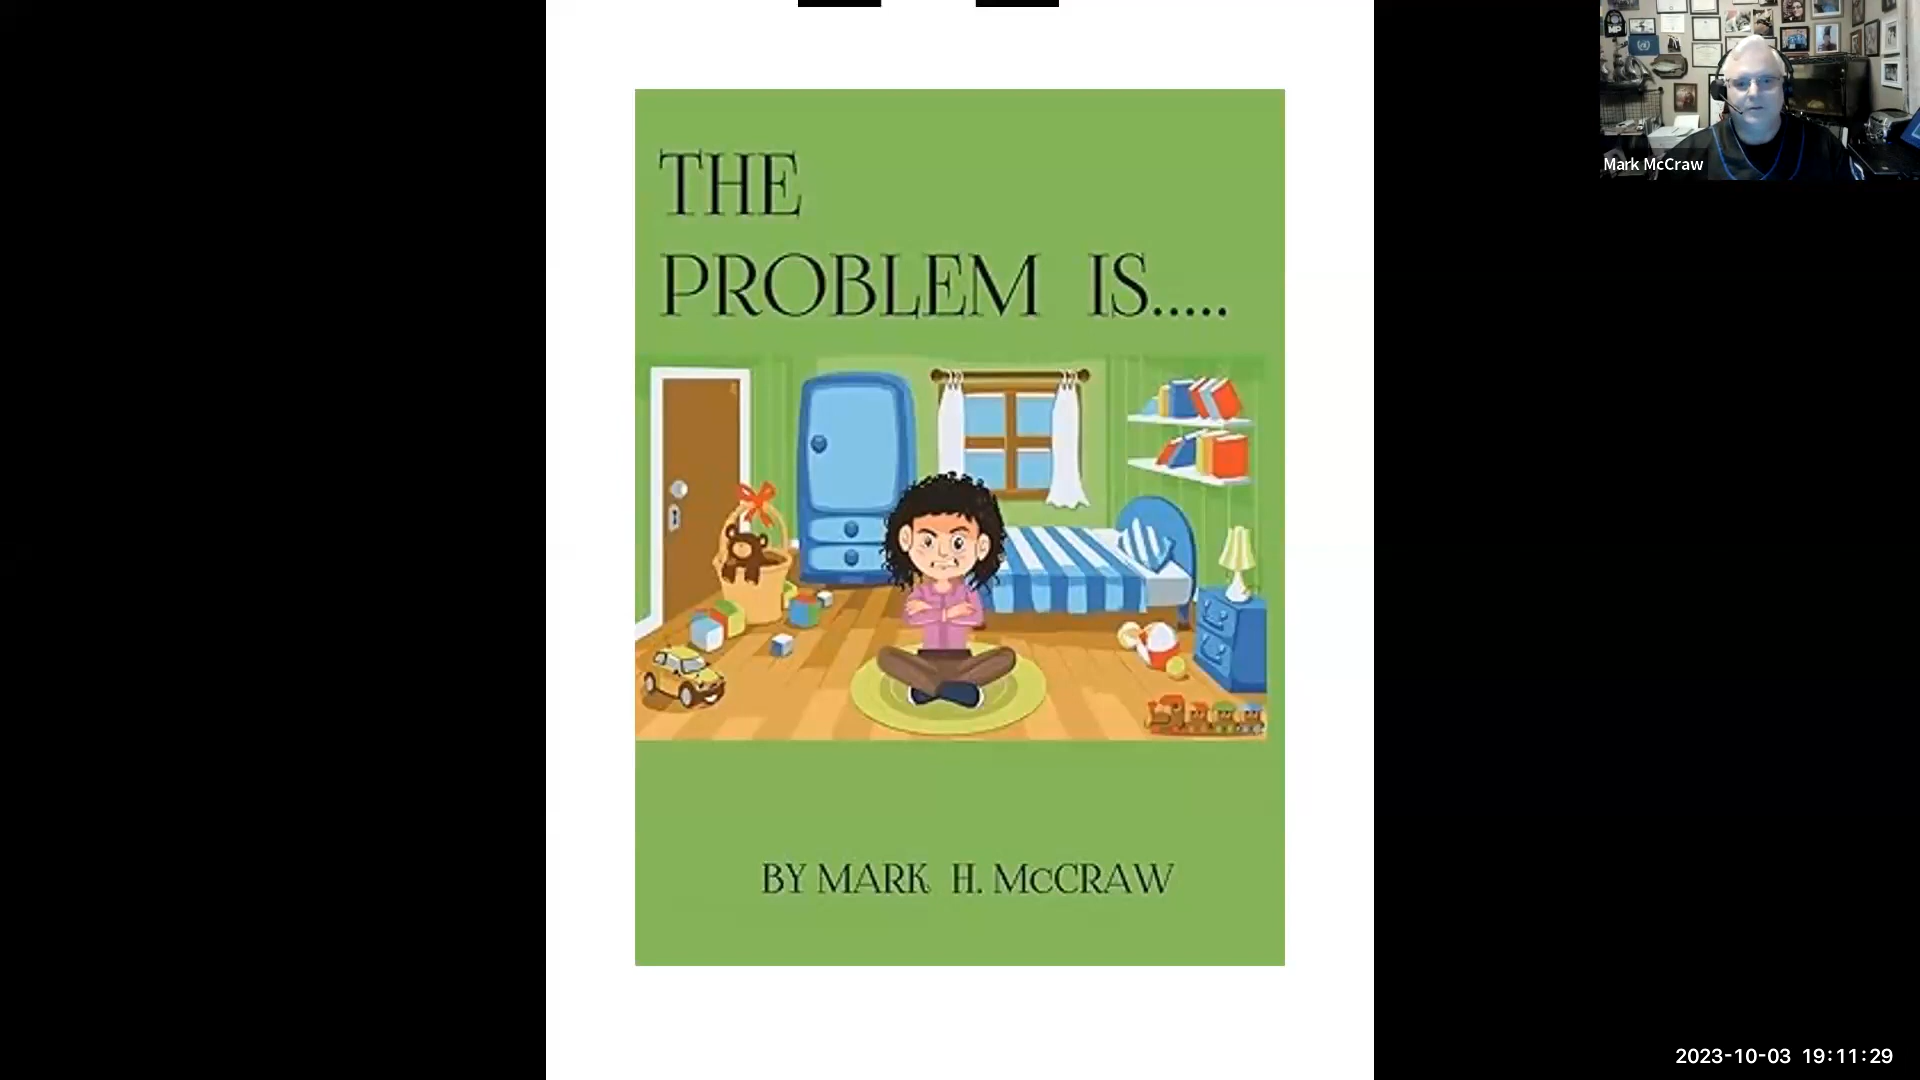 THE
PROBLEM IS.....
BY MARK H. McCRAW
Mark McCraw
2023-10-03 19:11:29